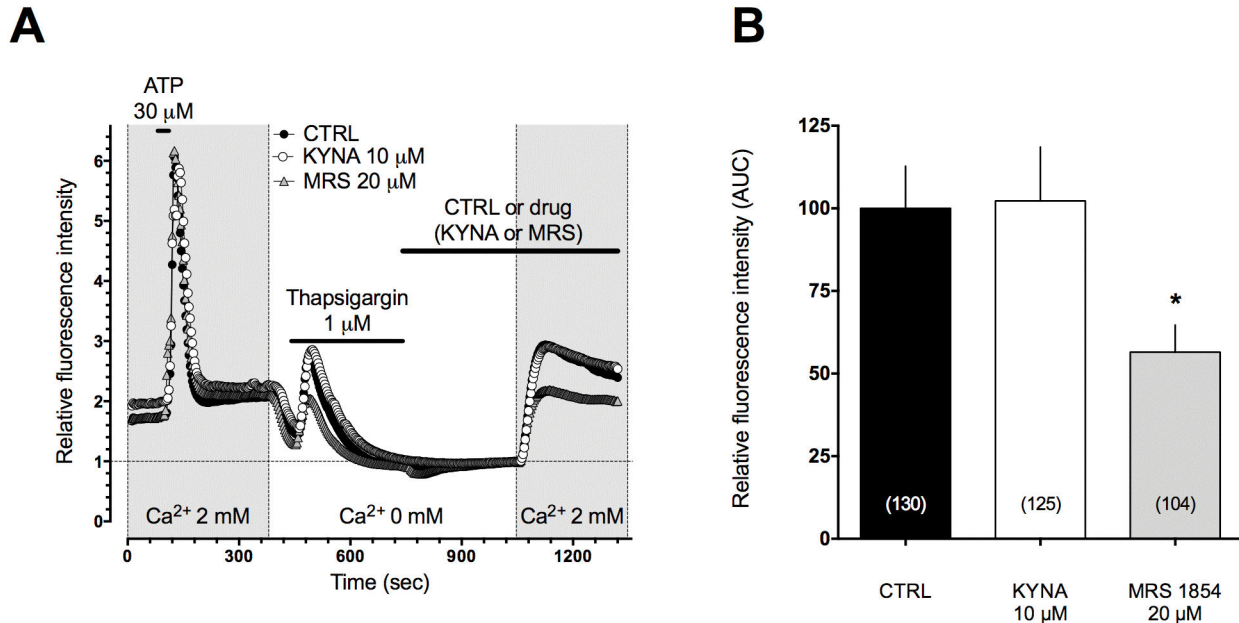 A
ATP
30 µM
CTRL
KYNA 10 µM
MRS 20 µM
CTRL or drug
(KYNA or MRS)
Thapsigargin
1 µM
Relative fluorescence intensity
6
5
4
3
2
1
0
Ca²⁺ 2 mM
Ca²⁺ 0 mM
Ca²⁺ 2 mM
0
300
600
900
1200
Time (sec)
B
Relative fluorescence intensity (AUC)
125
100
75
50
25
0
*
(130)
(125)
(104)
CTRL
KYNA
10 µM
MRS 1854
20 µM